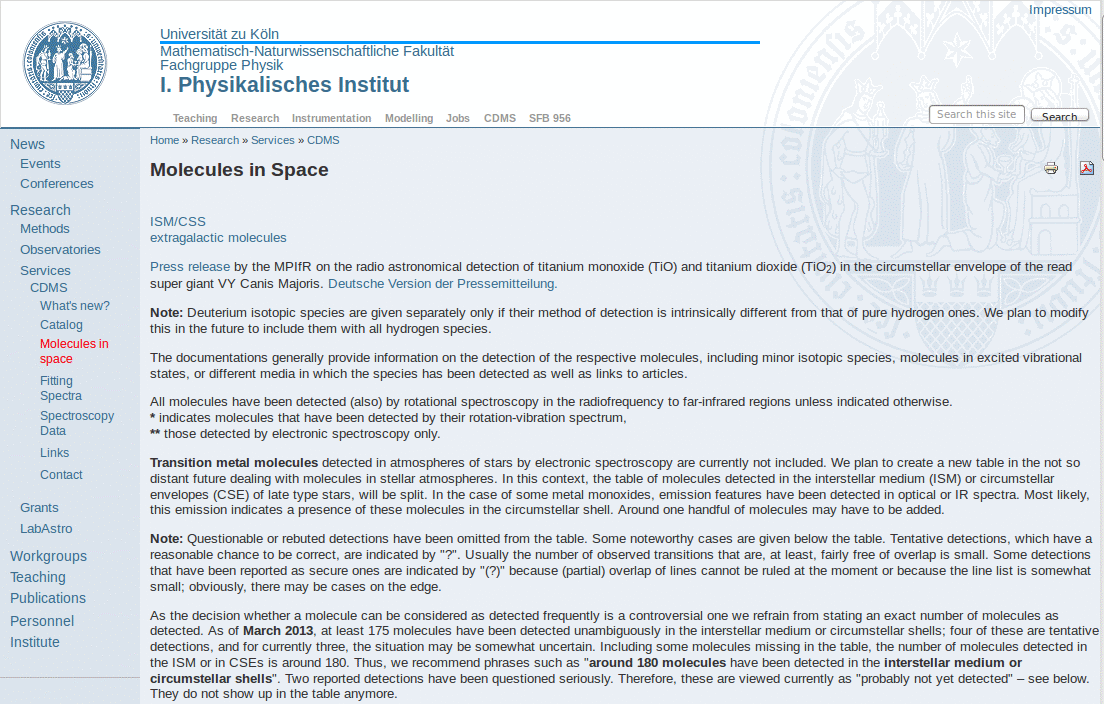 Impressum
Universität zu Köln
Mathematisch-Naturwissenschaftliche Fakultät
Fachgruppe Physik
I. Physikalisches Institut
Teaching Research Instrumentation Modelling Jobs CDMS SFB 956
Search this site Search
News
Events
Conferences
Research
Methods
Observatories
Services
CDMS
What's new?
Catalog
Molecules in
space
Fitting
Spectra
Spectroscopy
Data
Links
Contact
Grants
LabAstro
Workgroups
Teaching
Publications
Personnel
Institute
Home » Research » Services » CDMS
Molecules in Space
ISM/CSS
extragalactic molecules
Press release by the MPIfR on the radio astronomical detection of titanium monoxide (TiO) and titanium dioxide (TiO2) in the circumstellar envelope of the read
super giant VY Canis Majoris. Deutsche Version der Pressemitteilung.
Note: Deuterium isotopic species are given separately only if their method of detection is intrinsically different from that of pure hydrogen ones. We plan to modify
this in the future to include them with all hydrogen species.
The documentations generally provide information on the detection of the respective molecules, including minor isotopic species, molecules in excited vibrational
states, or different media in which the species has been detected as well as links to articles.
All molecules have been detected (also) by rotational spectroscopy in the radiofrequency to far-infrared regions unless indicated otherwise.
* indicates molecules that have been detected by their rotation-vibration spectrum,
** those detected by electronic spectroscopy only.
Transition metal molecules detected in atmospheres of stars by electronic spectroscopy are currently not included. We plan to create a new table in the not so
distant future dealing with molecules in stellar atmospheres. In this context, the table of molecules detected in the interstellar medium (ISM) or circumstellar
envelopes (CSE) of late type stars, will be split. In the case of some metal monoxides, emission features have been detected in optical or IR spectra. Most likely,
this emission indicates a presence of these molecules in the circumstellar shell. Around one handful of molecules may have to be added.
Note: Questionable or rebuted detections have been omitted from the table. Some noteworthy cases are given below the table. Tentative detections, which have a
reasonable chance to be correct, are indicated by "?". Usually the number of observed transitions that are, at least, fairly free of overlap is small. Some detections
that have been reported as secure ones are indicated by "(?)" because (partial) overlap of lines cannot be ruled at the moment or because the line list is somewhat
small; obviously, there may be cases on the edge.
As the decision whether a molecule can be considered as detected frequently is a controversial one we refrain from stating an exact number of molecules as
detected. As of March 2013, at least 175 molecules have been detected unambiguously in the interstellar medium or circumstellar shells; four of these are tentative
detections, and for currently three, the situation may be somewhat uncertain. Including some molecules missing in the table, the number of molecules detected in
the ISM or in CSEs is around 180. Thus, we recommend phrases such as "around 180 molecules have been detected in the interstellar medium or
circumstellar shells". Two reported detections have been questioned seriously. Therefore, these are viewed currently as "probably not yet detected" – see below.
They do not show up in the table anymore.